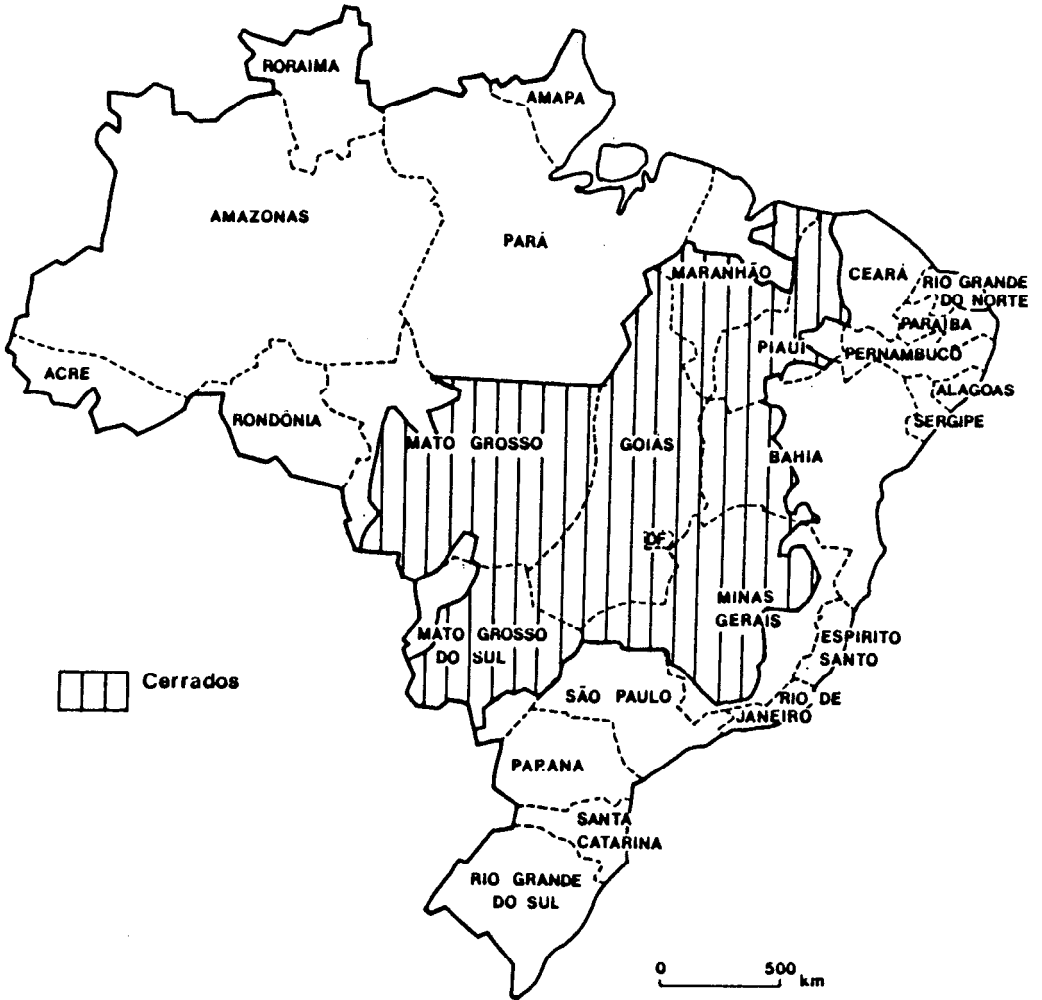 RORAIMA
AMAPA
AMAZONAS
PARÁ
MARANHÃO
CEARÁ
RIO GRANDE
DO NORTE
PARAÍBA
PIAUÍ
PERNAMBUCO
ACRE
ALAGOAS
RONDÔNIA
SERGIPE
MATO GROSSO
GOIÁS
BAHIA
DF
MINAS
GERAIS
MATO GROSSO
DO SUL
ESPIRITO
SANTO
Cerrados
SÃO PAULO
RIO DE
JANEIRO
PARANA
SANTA
CATARINA
RIO GRANDE
DO SUL
0 500 km